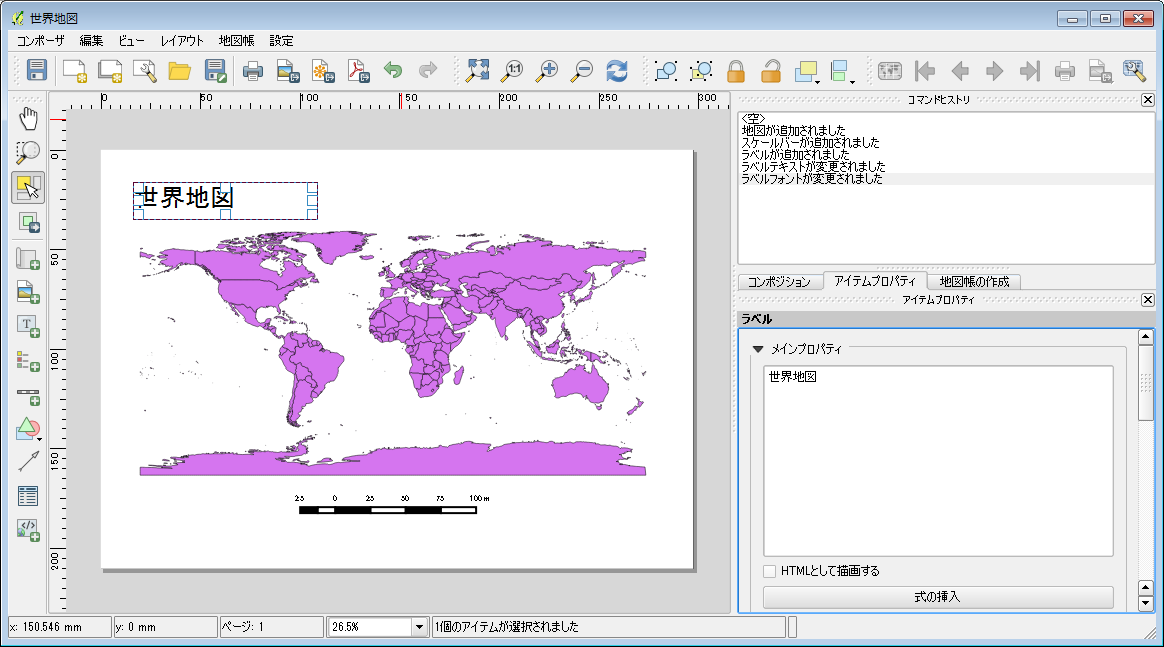 世界地図
コンポーザ 編集 ビュー レイアウト 地図帳 設定
1:1
0 50 100 150 200 250 300
コマンドヒストリ
<空>
地図が追加されました
スケールバーが追加されました
ラベルが追加されました
ラベルテキストが変更されました
ラベルフォントが変更されました
0
50
100
150
200
世界地図
25 0 25 50 75 100 m
コンポジション アイテムプロパティ 地図帳の作成
アイテムプロパティ
ラベル
メインプロパティ
世界地図
HTMLとして描画する
式の挿入
x: 150.546 mm y: 0 mm ページ: 1 26.5% 1個のアイテムが選択されました